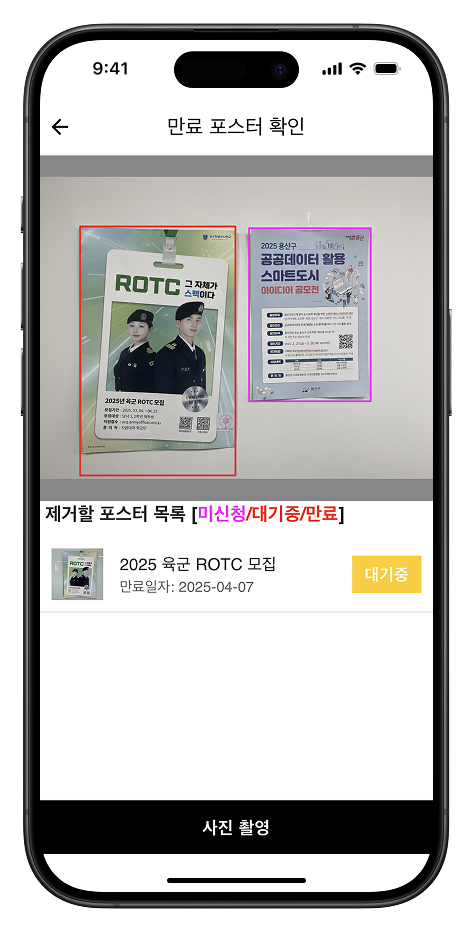 9:41
만료 포스터 확인
ROTC 그 자체가
스펙이다
2025년 육군 ROTC 모집
2025 용산구
공공데이터 활용
스마트도시
아이디어 공모전
용산구
제거할 포스터 목록 [미신청/대기중/만료]
2025 육군 ROTC 모집
만료일자: 2025-04-07
대기중
사진 촬영